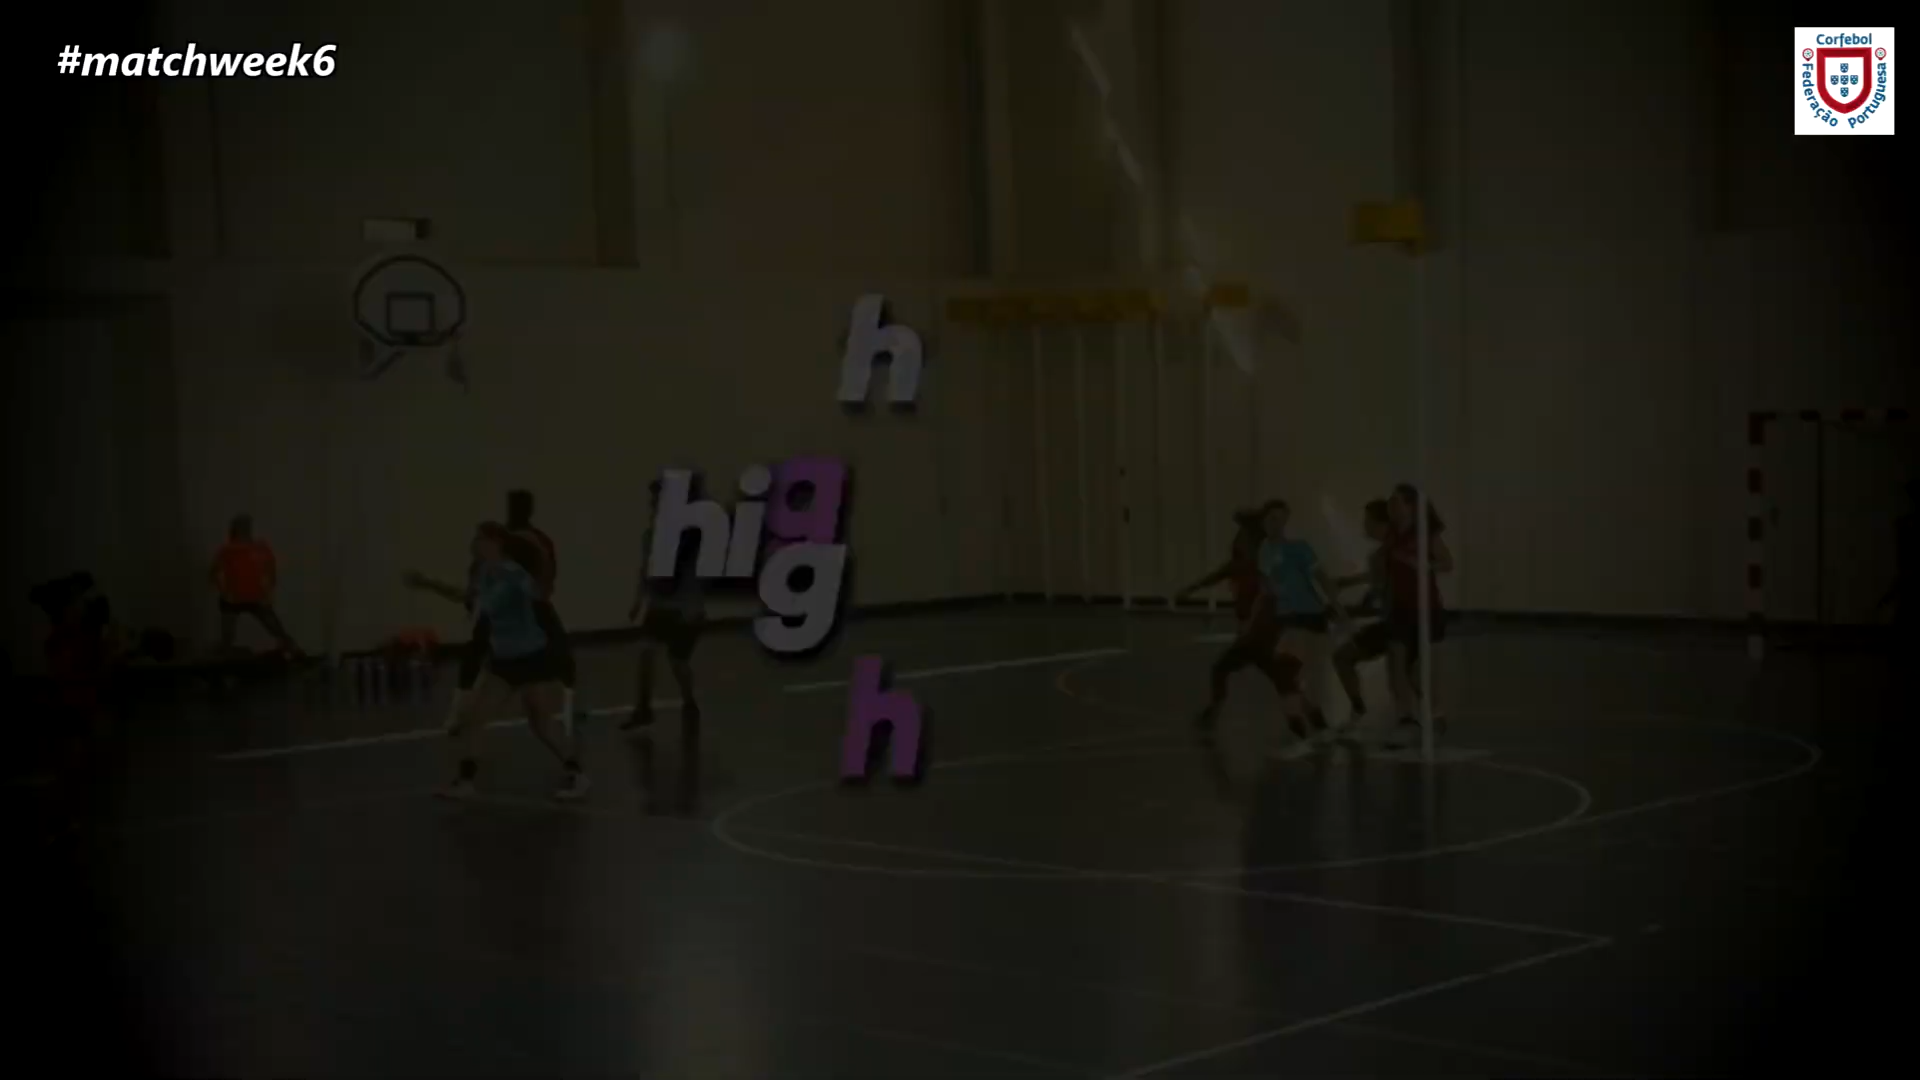 #matchweek6
Corfebol
Federação Portuguesa
h
hig
g
h